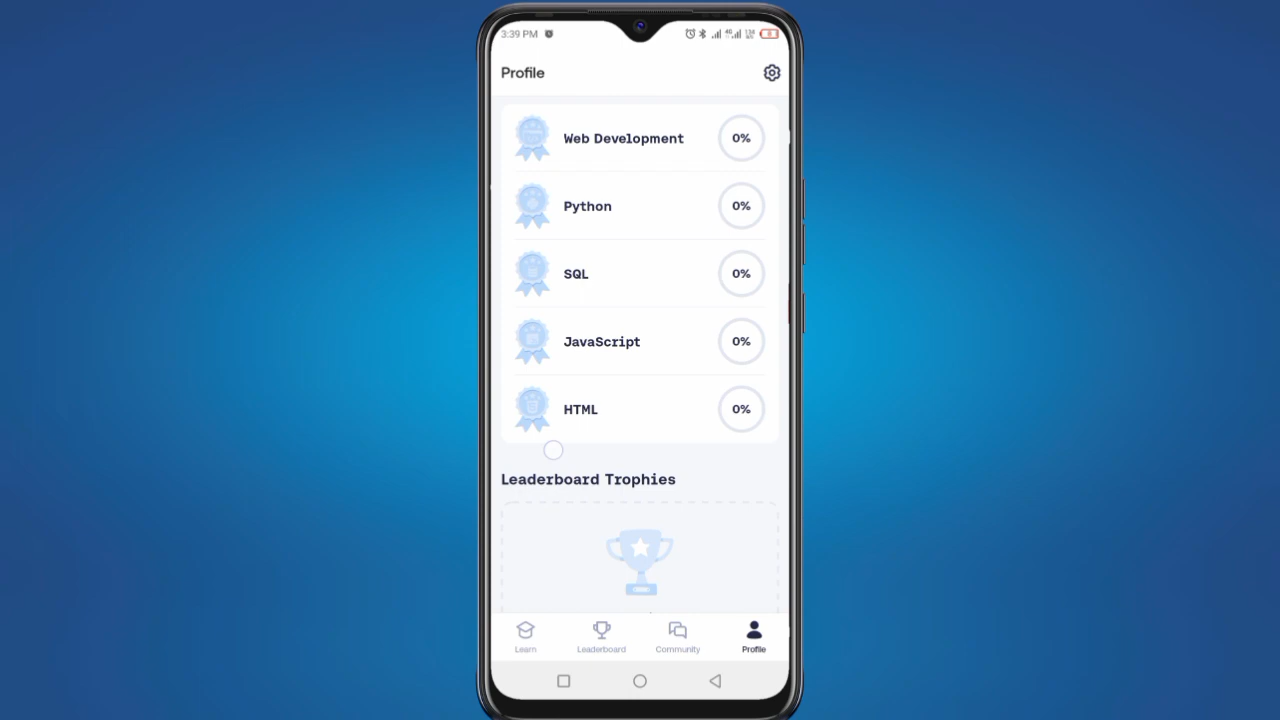 3:39 PM
Profile
Web Development
0%
Python
0%
SQL
0%
JavaScript
0%
HTML
0%
Leaderboard Trophies
Learn
Leaderboard
Community
Profile